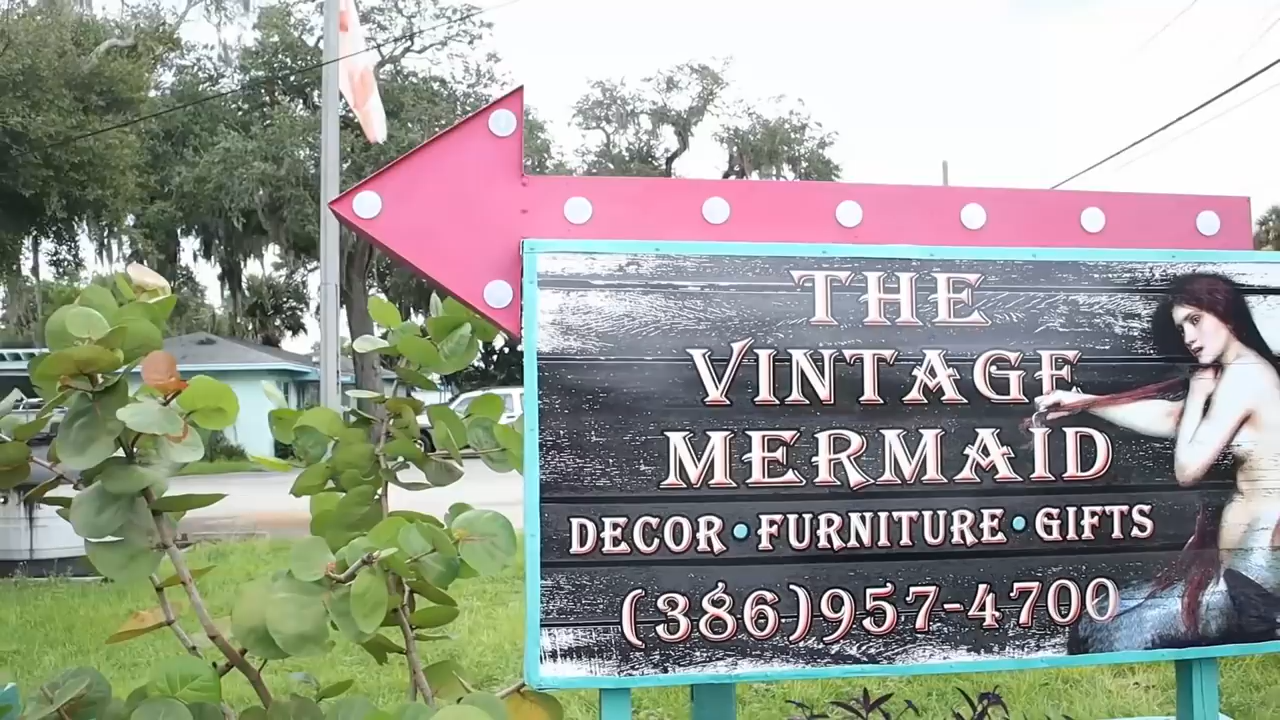 THE
VINTAGE
MERMAID
DECOR•FURNITURE•GIFTS
(386)957-4700